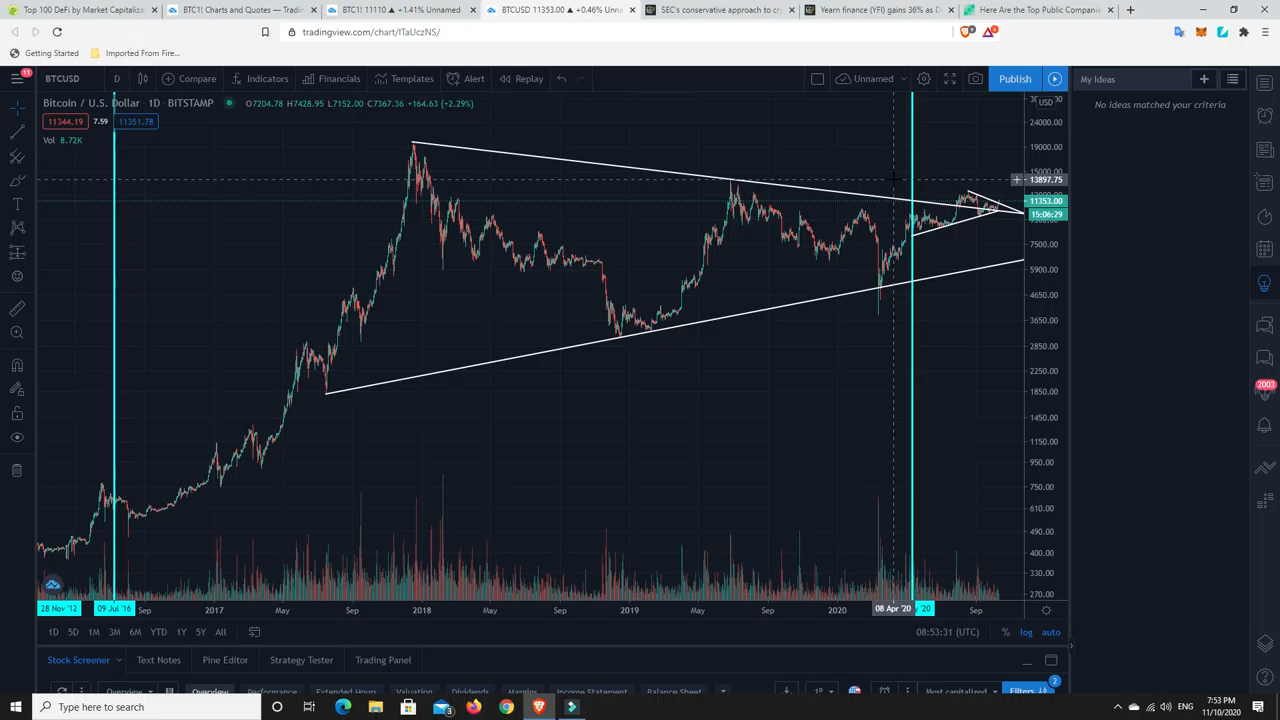 Top 100 DeFi by Market Capitaliza
BTC1! Charts and Quotes — Tradin
BTC1! 11110 ▲ +1.41% Unnamed
BTCUSD 11353.00 ▲ +0.46% Unna
SEC's conservative approach to cry
Yearn finance (YFI) gains 36% as De
Here Are the Top Public Companie
tradingview.com/chart/ITaUczNS/
Getting Started
Imported From Fire...
11
BTCUSD
D
Compare
Indicators
Financials
Templates
Alert
Replay
Unnamed
Publish
My Ideas
Bitcoin / U.S. Dollar · 1D · BITSTAMP
O7204.78 H7428.95 L7152.00 C7367.36 +164.63 (+2.29%)
USD
No ideas matched your criteria
11344.19
7.59
11351.78
Vol 8.72K
24000.00
19000.00
15000.00
13897.75
11353.00
15:06:29
7500.00
5900.00
4650.00
3650.00
2850.00
2250.00
1850.00
1450.00
1150.00
950.00
750.00
610.00
490.00
400.00
330.00
270.00
2003
28 Nov '12
09 Jul '16
Sep
2017
May
Sep
2018
May
Sep
2019
May
Sep
2020
08 Apr '20
'20
Sep
1D
5D
1M
3M
6M
YTD
1Y
5Y
All
08:53:31 (UTC)
%
log
auto
Stock Screener
Text Notes
Pine Editor
Strategy Tester
Trading Panel
2
Overview
Overview
Performance
Extended Hours
Valuation
Dividends
Margins
Income Statement
Balance Sheet
Most capitalized
Filters
Type here to search
3
ENG
7:53 PM
11/10/2020